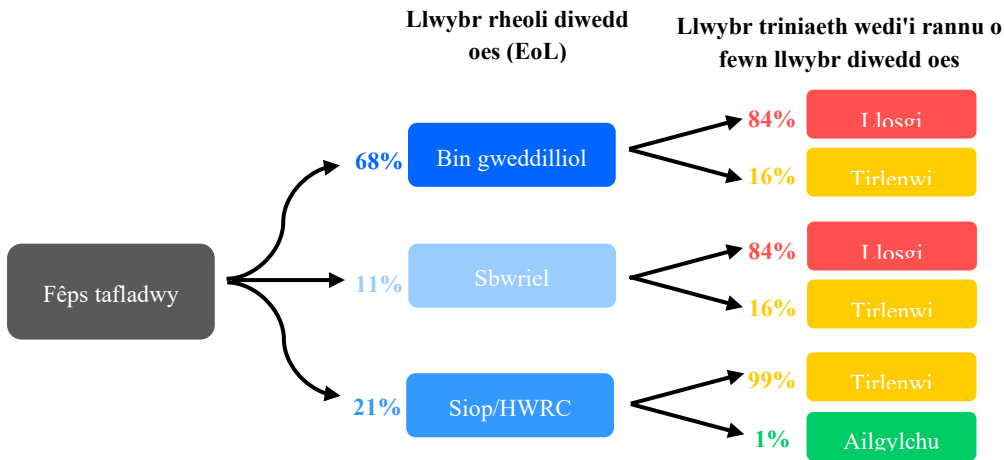 Llwybr rheoli diwedd
oes (EoL)
Llwybr triniaeth wedi'i rannu o
fewn llwybr diwedd oes
Fêps tafladwy
68%
Bin gweddilliol
84%
Llosgi
16%
Tirlenwi
11%
Sbwriel
84%
Llosgi
16%
Tirlenwi
21%
Siop/HWRC
99%
Tirlenwi
1%
Ailgylchu